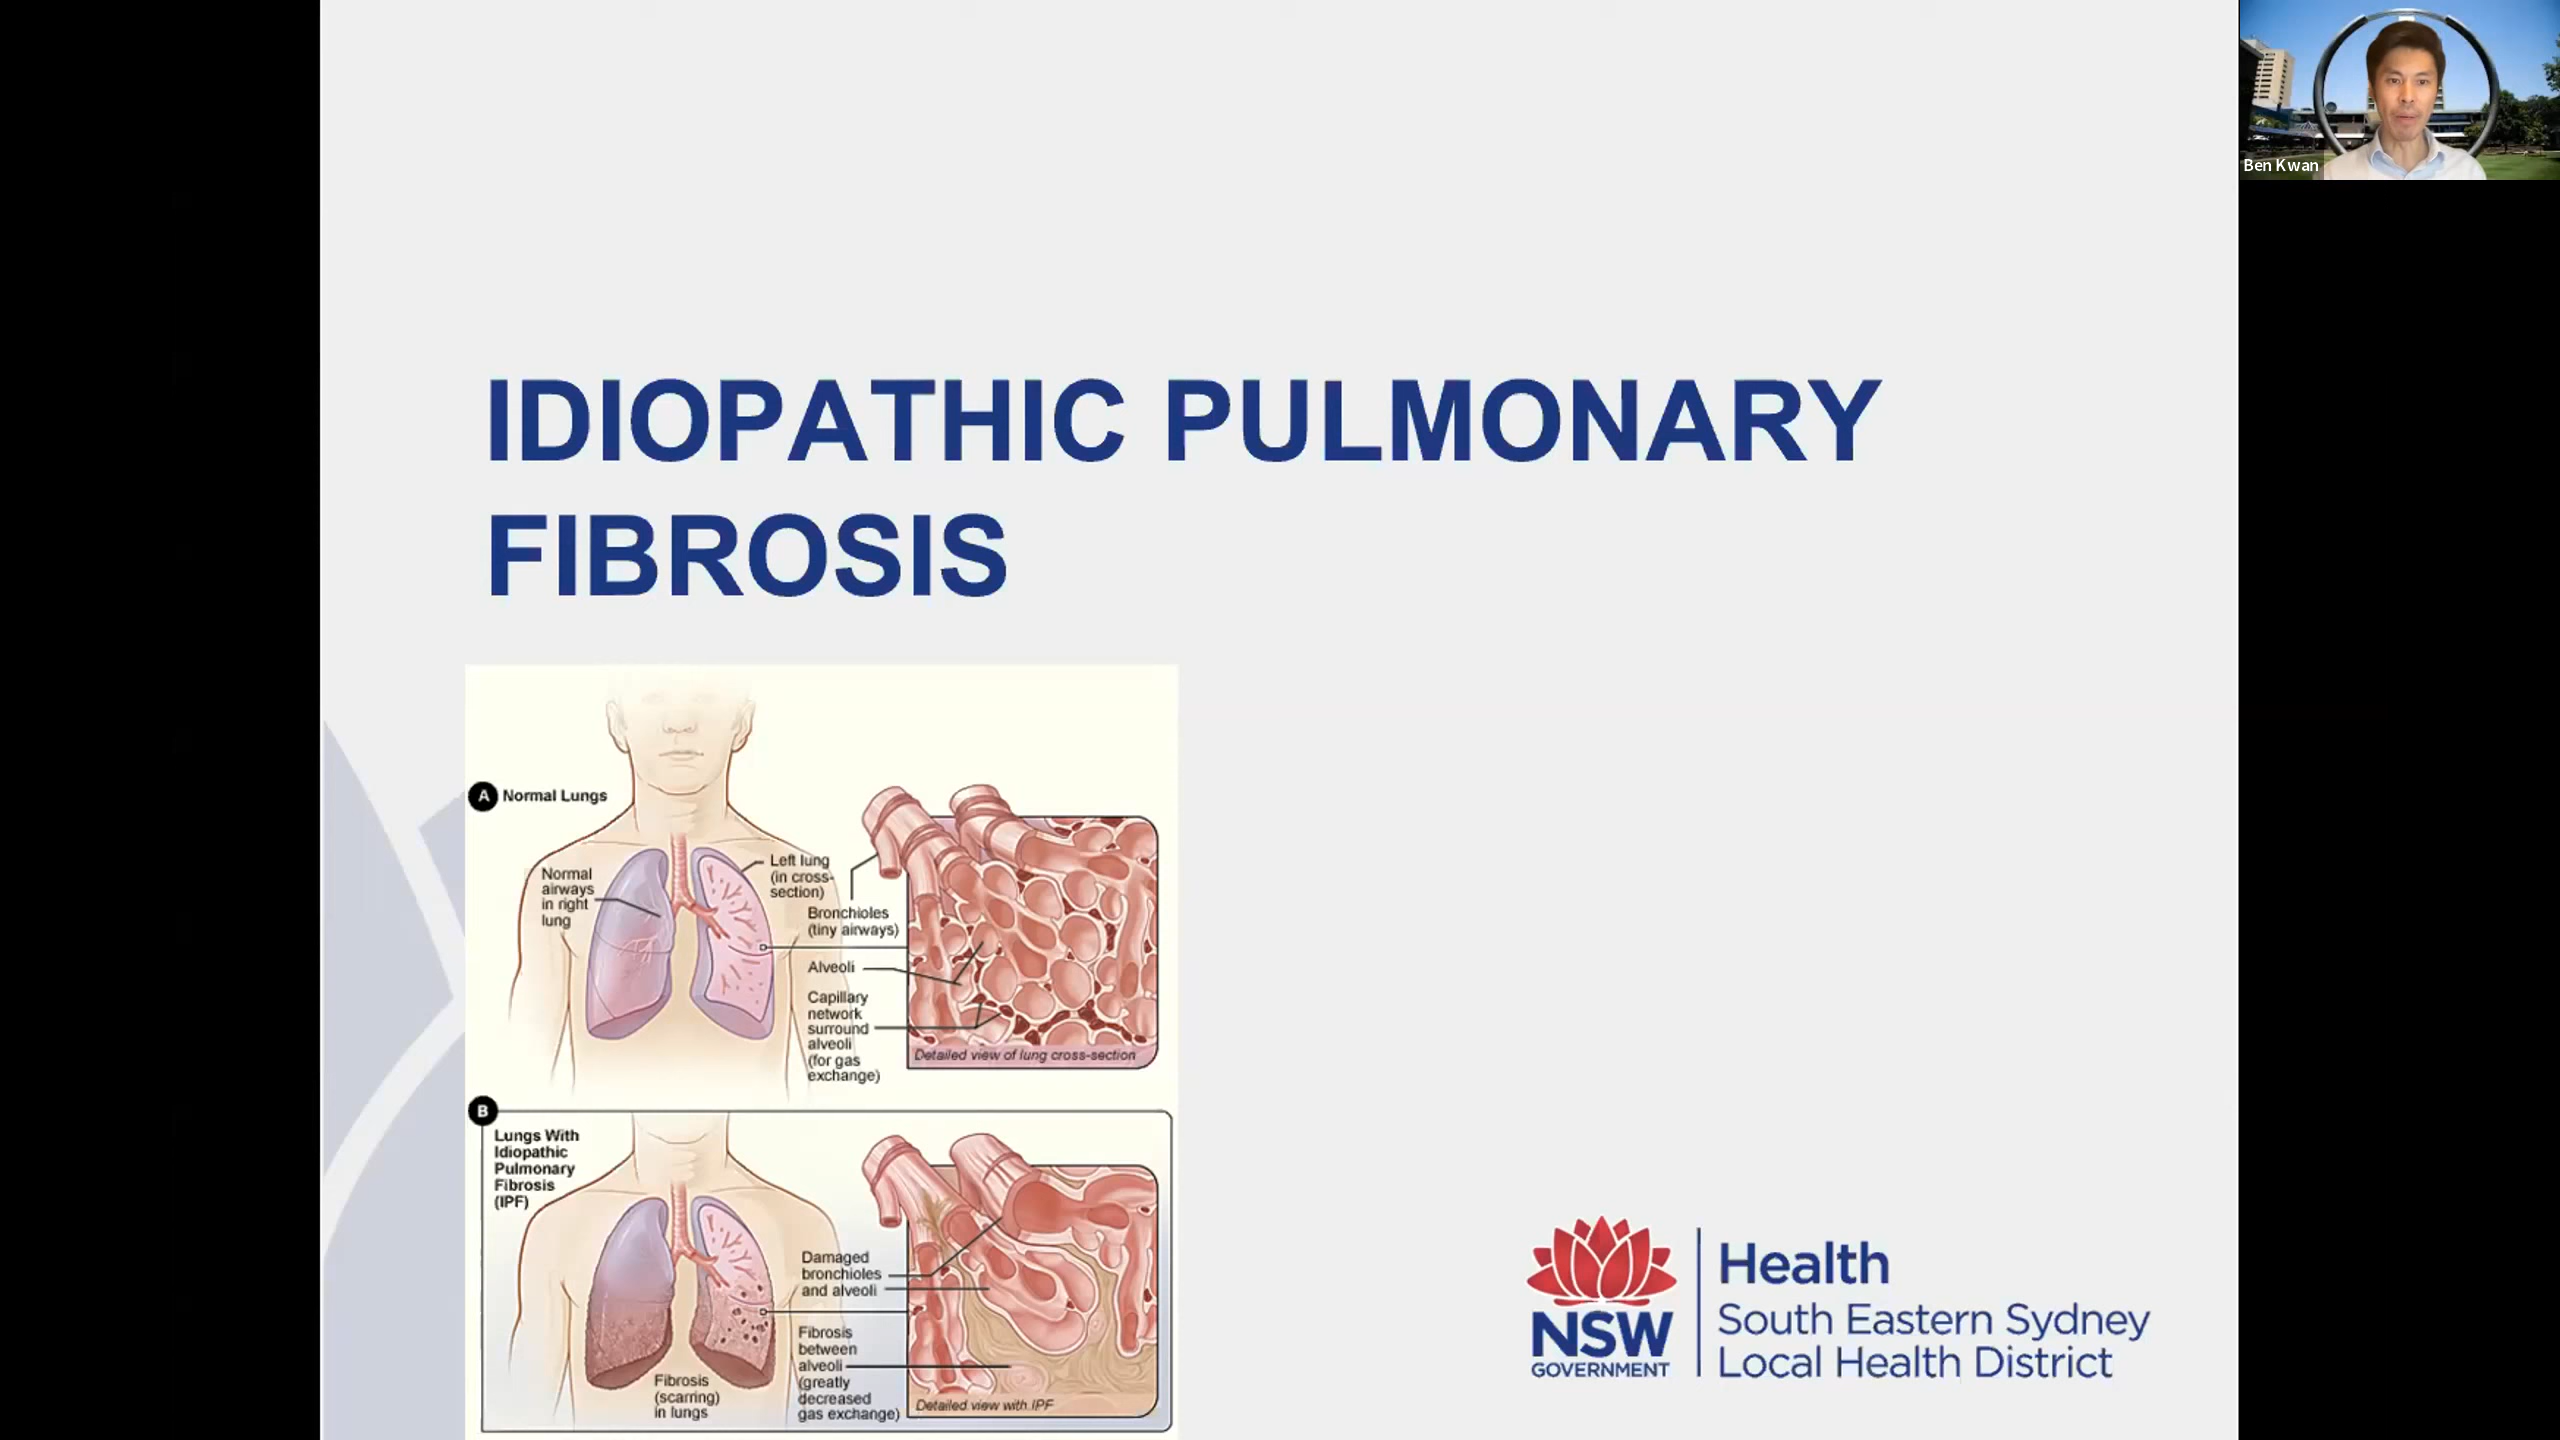 Ben Kwan
IDIOPATHIC PULMONARY
FIBROSIS
A
Normal Lungs
Normal
airways
in right
lung
Left lung
(in cross-
section)
Bronchioles
(tiny airways)
Alveoli
Capillary
network
surround
alveoli
(for gas
exchange)
Detailed view of lung cross-section
B
Lungs With
Idiopathic
Pulmonary
Fibrosis
(IPF)
Damaged
bronchioles
and alveoli
Fibrosis
between
alveoli
(greatly
decreased
gas exchange)
Fibrosis
(scarring)
in lungs
Detailed view with IPF
NSW
GOVERNMENT
Health
South Eastern Sydney
Local Health District